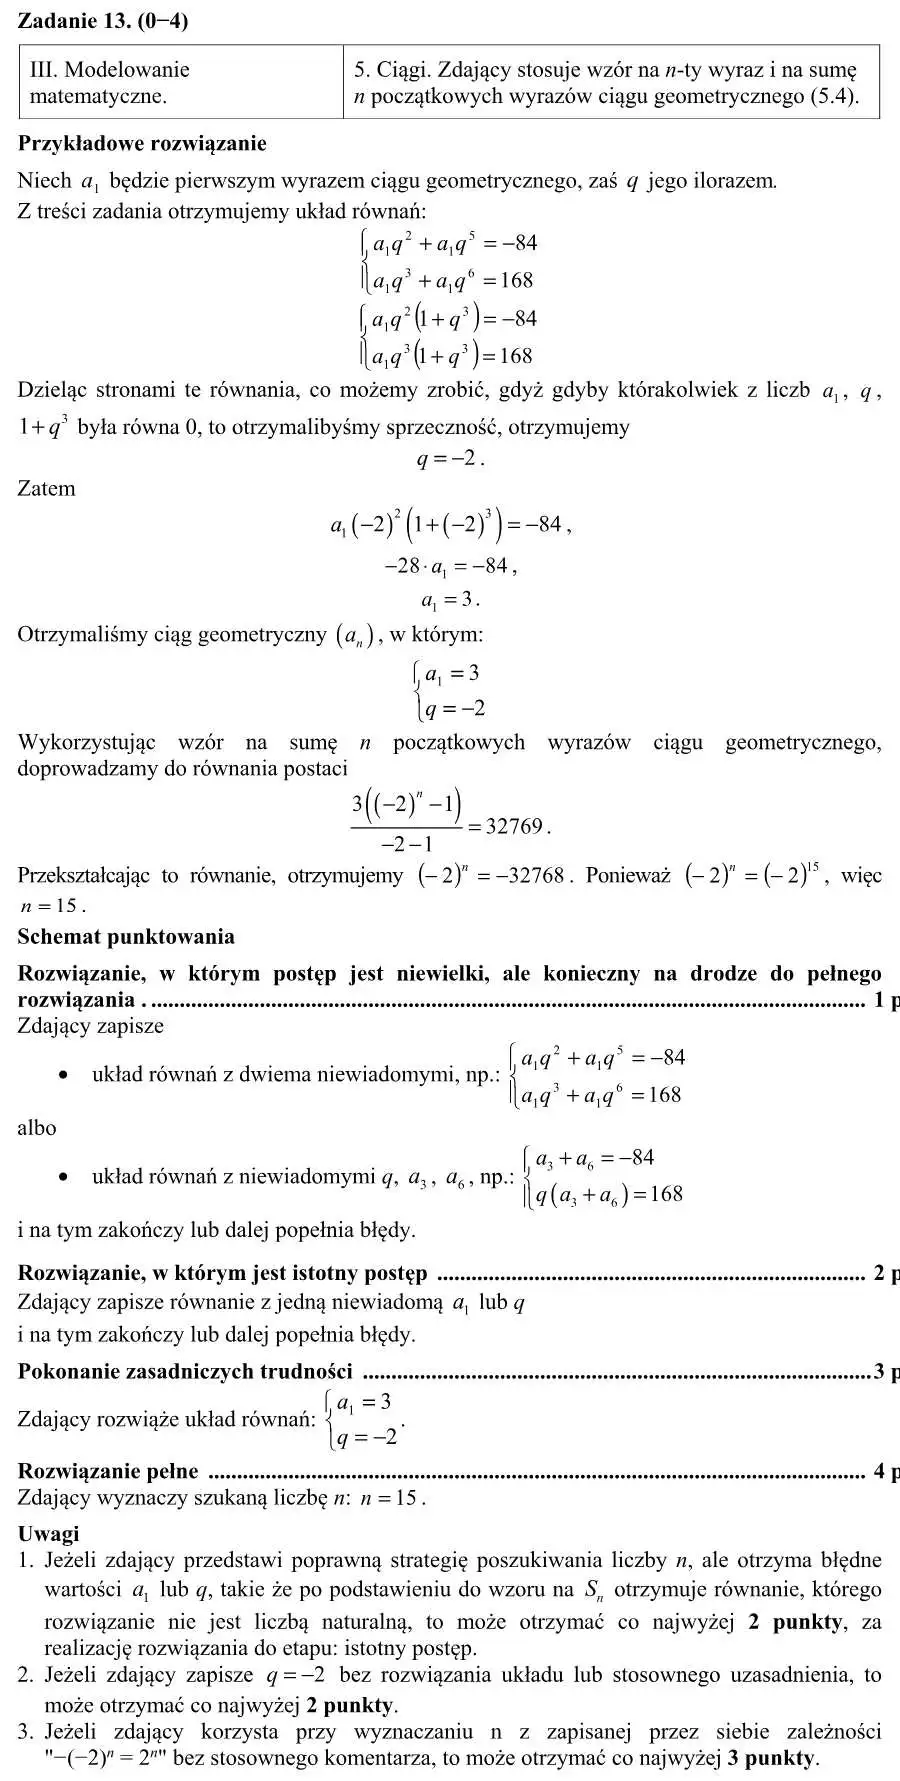 Zadanie 13. (0−4)
III. Modelowanie matematyczne.
5. Ciągi. Zdający stosuje wzór na n-ty wyraz i na sumę
n początkowych wyrazów ciągu geometrycznego (5.4).
Przykładowe rozwiązanie
Niech a₁ będzie pierwszym wyrazem ciągu geometrycznego, zaś q jego ilorazem.
Z treści zadania otrzymujemy układ równań:
a₁q² + a₁q⁵ = −84
a₁q³ + a₁q⁶ = 168
a₁q²(1 + q³) = −84
a₁q³(1 + q³) = 168
Dzieląc stronami te równania, co możemy zrobić, gdyż gdyby którakolwiek z liczb a₁, q,
1 + q³ była równa 0, to otrzymalibyśmy sprzeczność, otrzymujemy
q = −2.
Zatem
a₁(−2)²(1 + (−2)³) = −84,
−28 · a₁ = −84,
a₁ = 3.
Otrzymaliśmy ciąg geometryczny (aₙ), w którym:
a₁ = 3
q = −2
Wykorzystując wzór na sumę n początkowych wyrazów ciągu geometrycznego,
doprowadzamy do równania postaci
3((−2)ⁿ − 1)
−2 − 1
= 32769.
Przekształcając to równanie, otrzymujemy (−2)ⁿ = −32768. Ponieważ (−2)ⁿ = (−2)¹⁵, więc
n = 15.
Schemat punktowania
Rozwiązanie, w którym postęp jest niewielki, ale konieczny na drodze do pełnego
rozwiązania ................................................................ 1 p
Zdający zapisze
• układ równań z dwiema niewiadomymi, np.: a₁q² + a₁q⁵ = −84
a₁q³ + a₁q⁶ = 168
albo
• układ równań z niewiadomymi q, a₃, a₆, np.: a₃ + a₆ = −84
q(a₃ + a₆) = 168
i na tym zakończy lub dalej popełnia błędy.
Rozwiązanie, w którym jest istotny postęp ................................ 2 p
Zdający zapisze równanie z jedną niewiadomą a₁ lub q
i na tym zakończy lub dalej popełnia błędy.
Pokonanie zasadniczych trudności ................................ 3 p
Zdający rozwiąże układ równań: a₁ = 3
q = −2.
Rozwiązanie pełne ................................ 4 p
Zdający wyznaczy szukaną liczbę n: n = 15.
Uwagi
1. Jeżeli zdający przedstawi poprawną strategię poszukiwania liczby n, ale otrzyma błędne
wartości a₁ lub q, takie że po podstawieniu do wzoru na Sₙ otrzymuje równanie, którego
rozwiązanie nie jest liczbą naturalną, to może otrzymać co najwyżej 2 punkty, za
realizację rozwiązania do etapu: istotny postęp.
2. Jeżeli zdający zapisze q = −2 bez rozwiązania układu lub stosownego uzasadnienia, to
może otrzymać co najwyżej 2 punkty.
3. Jeżeli zdający korzysta przy wyznaczaniu n z zapisanej przez siebie zależności
"−(−2)ⁿ = 2ⁿ" bez stosownego komentarza, to może otrzymać co najwyżej 3 punkty.